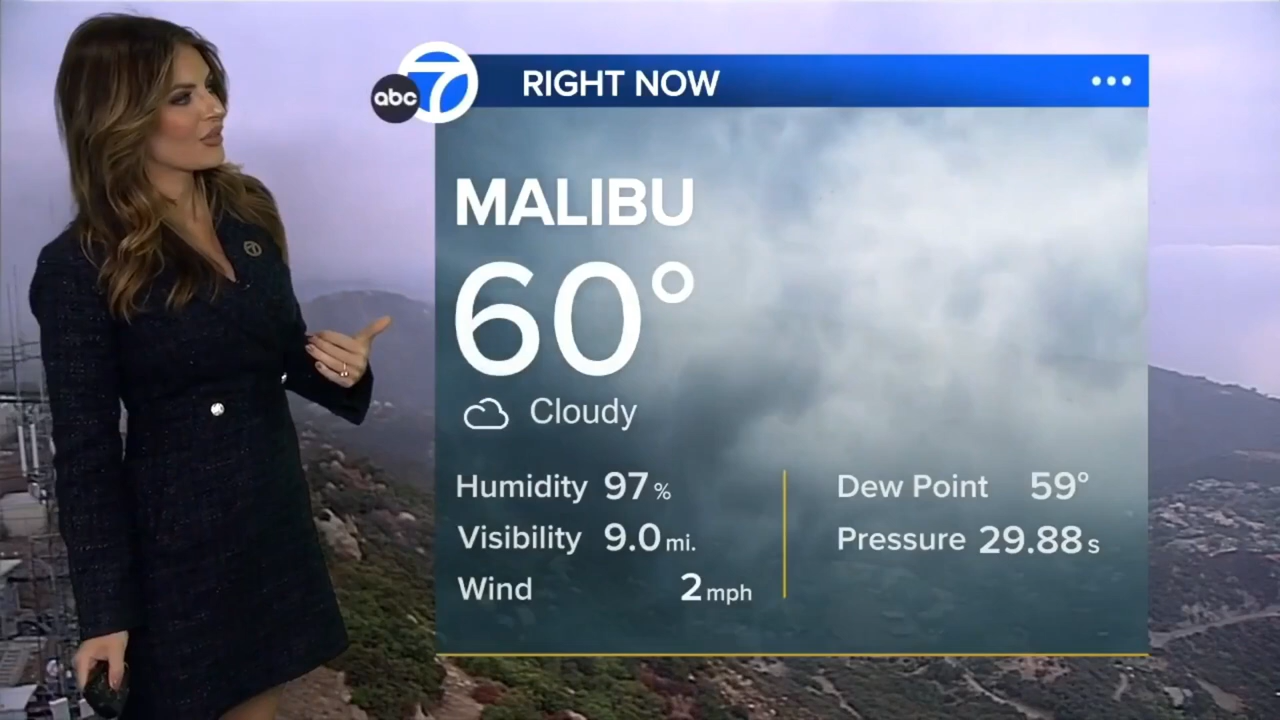 abc 7
RIGHT NOW
MALIBU
60°
Cloudy
Humidity 97 %
Visibility 9.0 mi.
Wind 2 mph
Dew Point 59°
Pressure 29.88 s
7